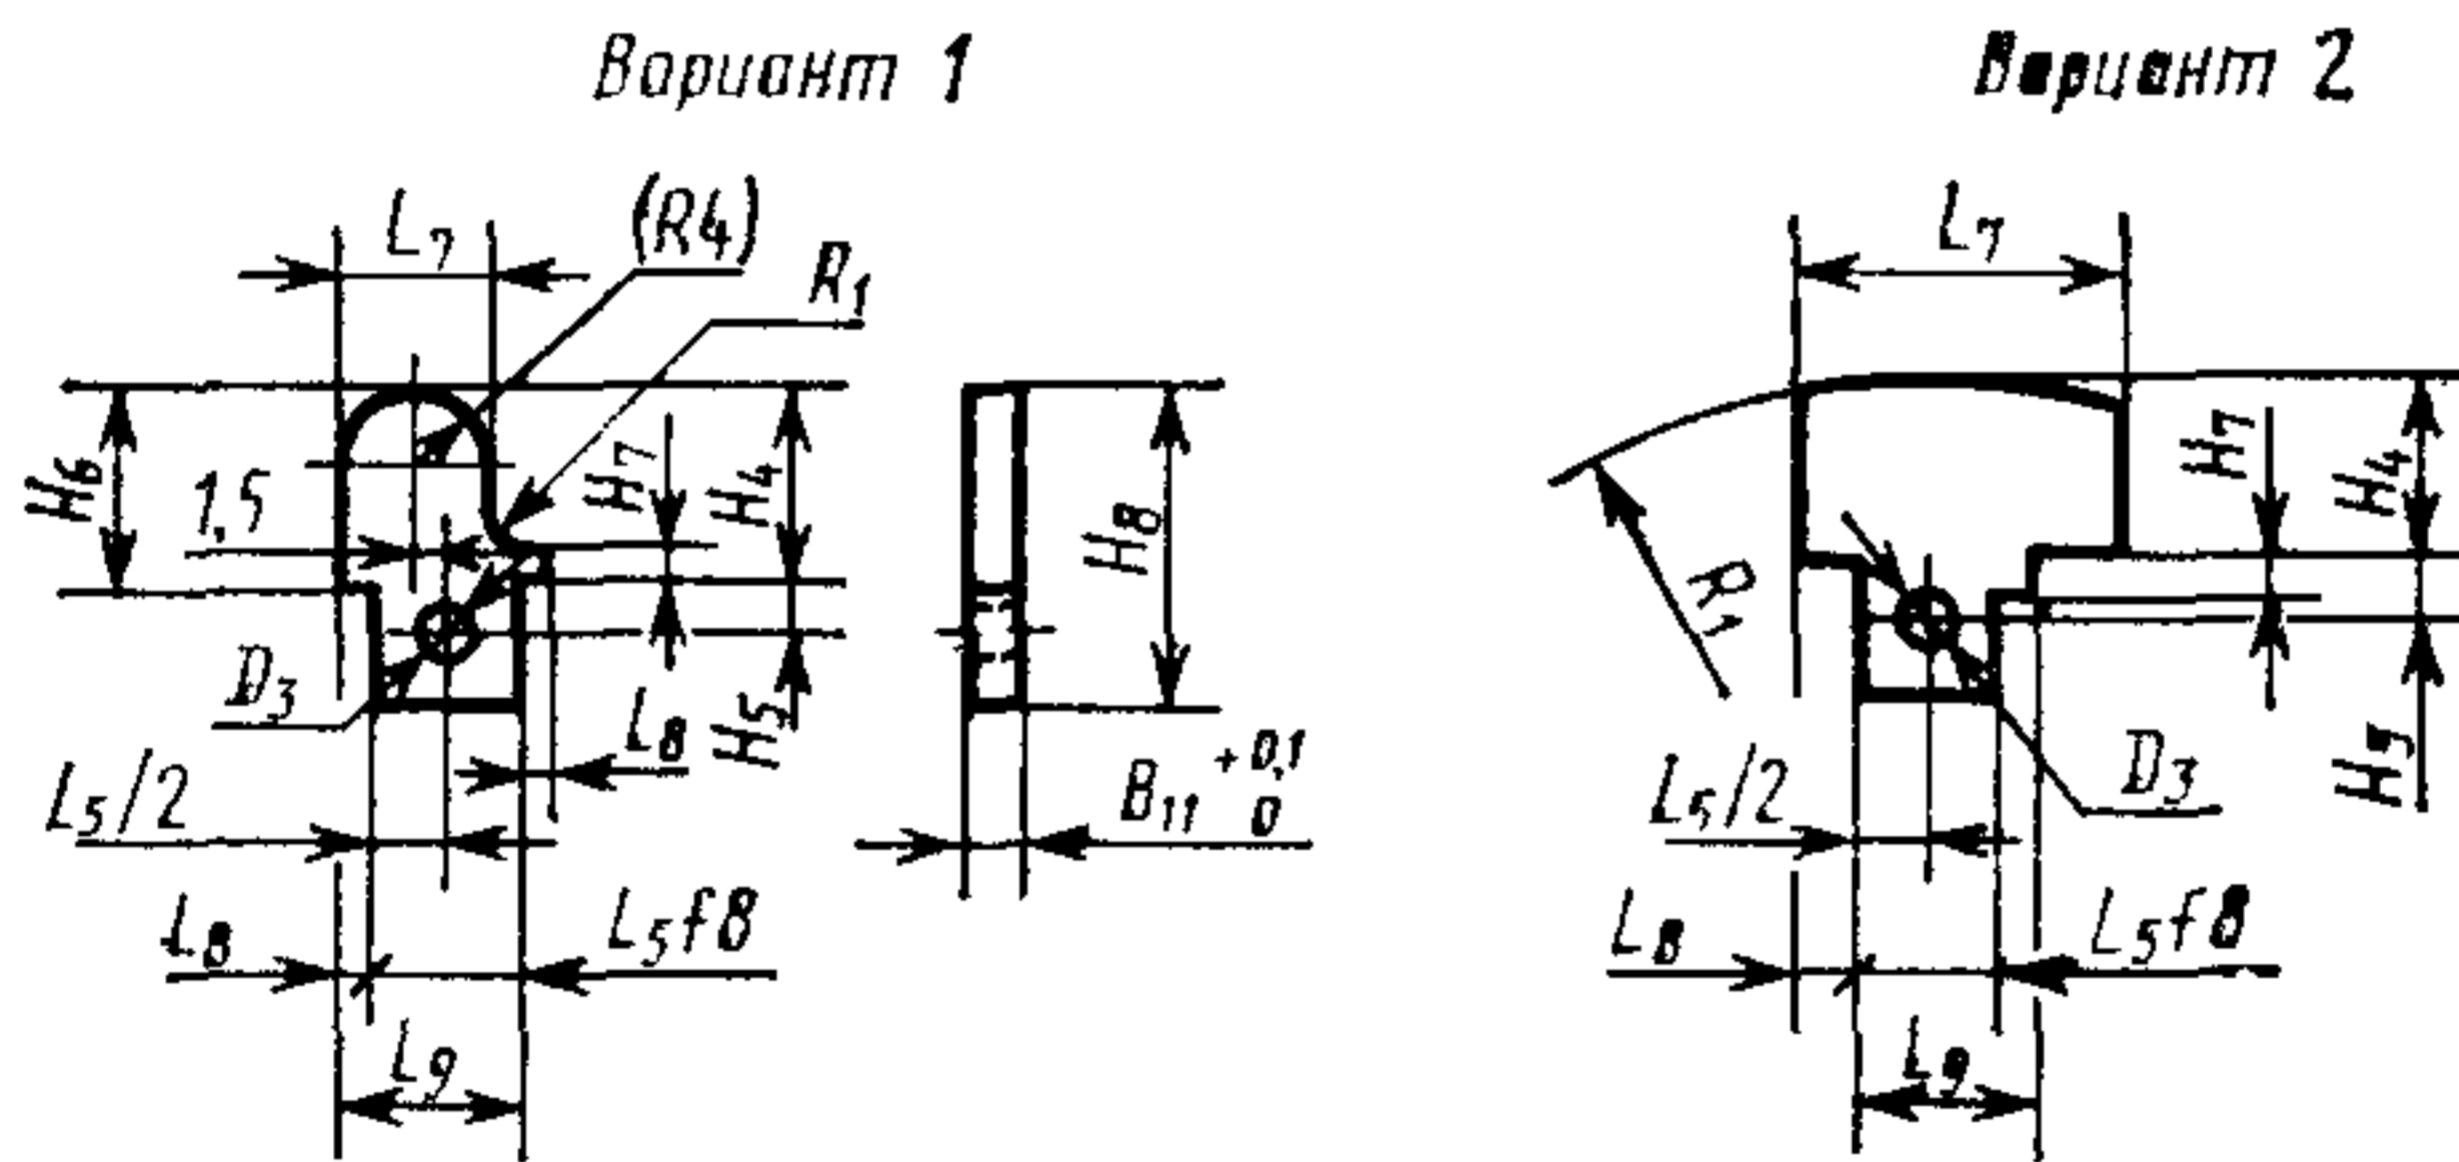 Вариант 1
Вариант 2
L₇
(R4)
R₁
L₇
H₆
1,5
H₇
H₄
H₈
R₁
H₇
H₄
D₃
L₈
H₅
B₁₁ +0,1 0
L₅/2
L₅/2
D₃
H₅
L₈
L₅f8
L₈
L₅f8
L₉
L₉